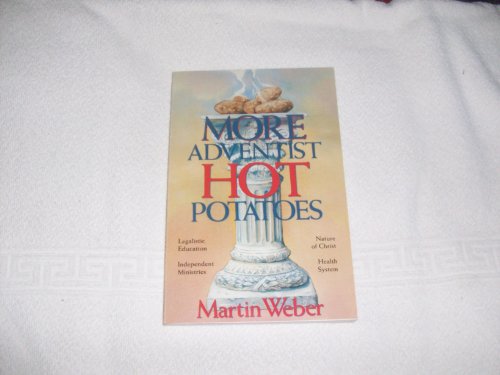 MORE
ADVENTIST
HOT
POTATOES
Legalistic
Education
Nature
of Christ
Independent
Ministries
Health
System
Martin Weber